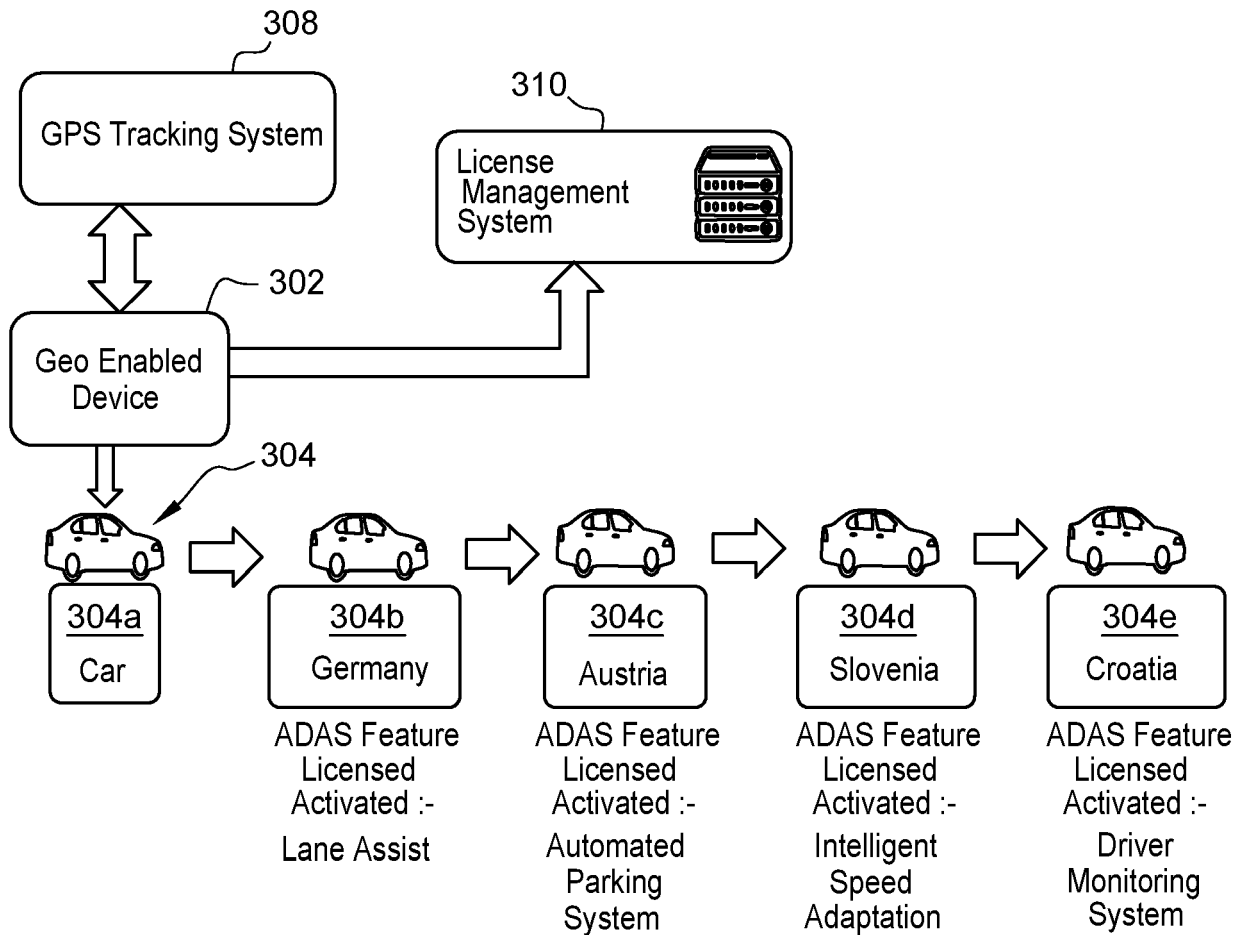 308
GPS Tracking System
310
License
Management
System
302
Geo Enabled
Device
304
304a
Car
304b
Germany
ADAS Feature
Licensed
Activated :-
Lane Assist
304c
Austria
ADAS Feature
Licensed
Activated :-
Automated
Parking
System
304d
Slovenia
ADAS Feature
Licensed
Activated :-
Intelligent
Speed
Adaptation
304e
Croatia
ADAS Feature
Licensed
Activated :-
Driver
Monitoring
System